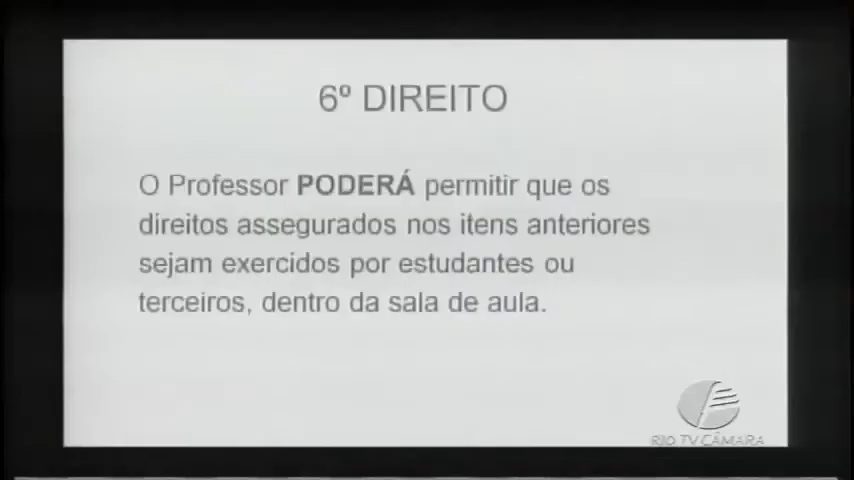 6º DIREITO
O Professor PODERÁ permitir que os
direitos assegurados nos itens anteriores
sejam exercidos por estudantes ou
terceiros, dentro da sala de aula.
RIO TV CÂMARA